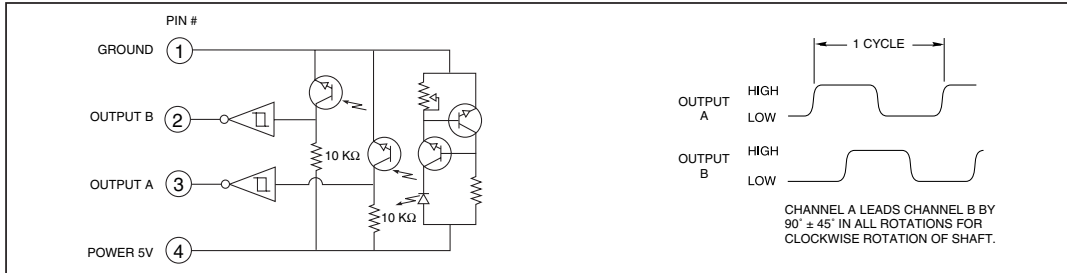 PIN #
GROUND 1
OUTPUT B 2
10 KΩ
OUTPUT A 3
10 KΩ
POWER 5V 4
1 CYCLE
OUTPUT
A
HIGH
LOW
OUTPUT
B
HIGH
LOW
CHANNEL A LEADS CHANNEL B BY
90° ± 45° IN ALL ROTATIONS FOR
CLOCKWISE ROTATION OF SHAFT.